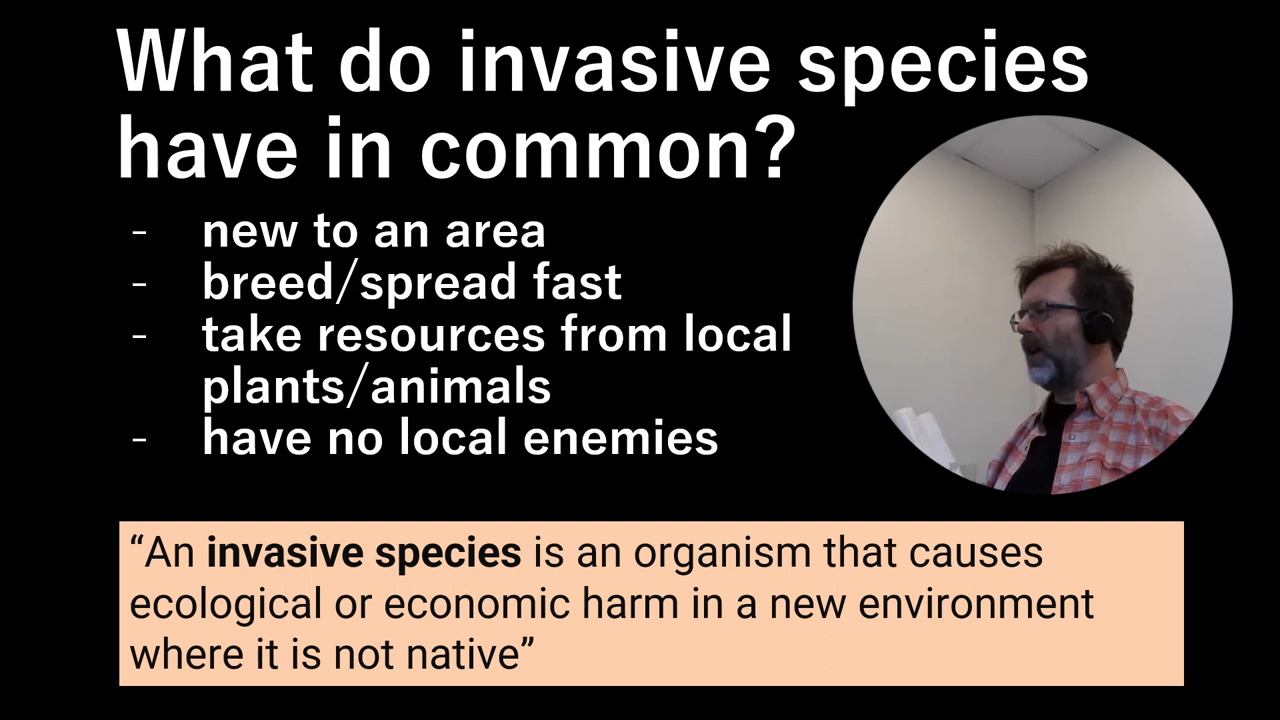 What do invasive species
have in common?
- new to an area
- breed/spread fast
- take resources from local
plants/animals
- have no local enemies
“An invasive species is an organism that causes
ecological or economic harm in a new environment
where it is not native”